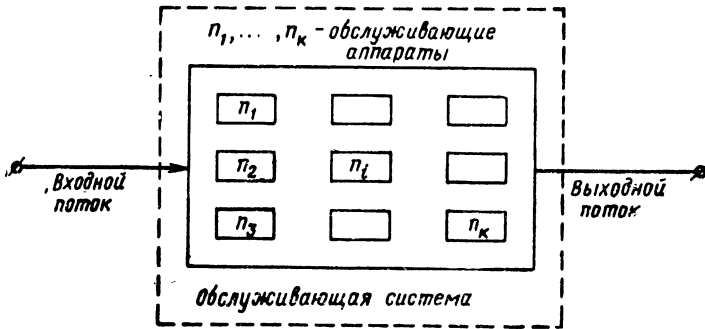 n₁,...,nₖ – обслуживающие
аппараты
n₁
n₂
nᵢ
n₃
nₖ
Входной
поток
Выходной
поток
Обслуживающая система